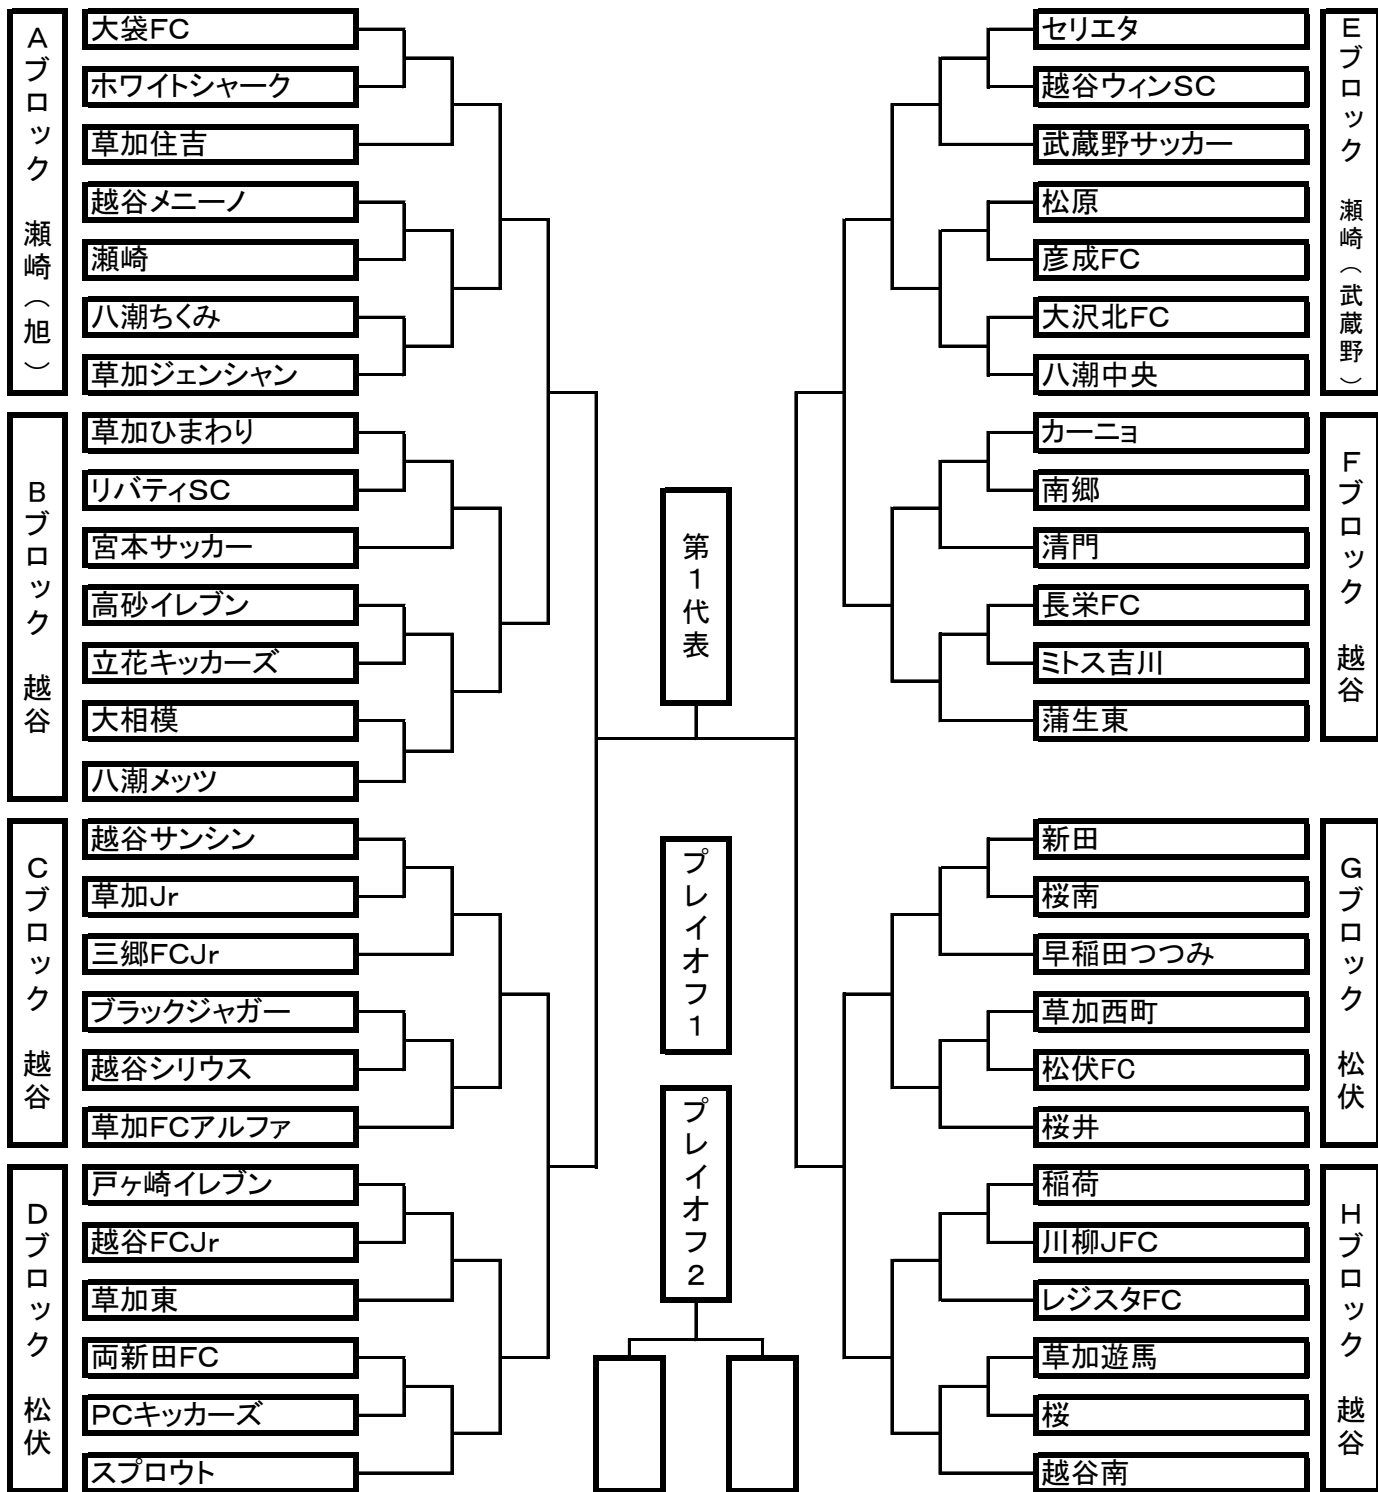 Aブロック 瀬崎(旭)
大袋FC
ホワイトシャーク
草加住吉
越谷メニーノ
瀬崎
八潮ちくみ
草加ジェンシャン
Bブロック 越谷
草加ひまわり
リバティSC
宮本サッカー
高砂イレブン
立花キッカーズ
大相模
八潮メッツ
Cブロック 越谷
越谷サンシン
草加Jr
三郷FCJr
ブラックジャガー
越谷シリウス
草加FCアルファ
Dブロック 松伏
戸ヶ崎イレブン
越谷FCJr
草加東
両新田FC
PCキッカーズ
スプロウト
第1代表
プレイオフ1
プレイオフ2
Eブロック 瀬崎(武蔵野)
セリエタ
越谷ウィンSC
武蔵野サッカー
松原
彦成FC
大沢北FC
八潮中央
Fブロック 越谷
カーニョ
南郷
清門
長栄FC
ミトス吉川
蒲生東
Gブロック 松伏
新田
桜南
早稲田つつみ
草加西町
松伏FC
桜井
Hブロック 越谷
稲荷
川柳JFC
レジスタFC
草加遊馬
桜
越谷南